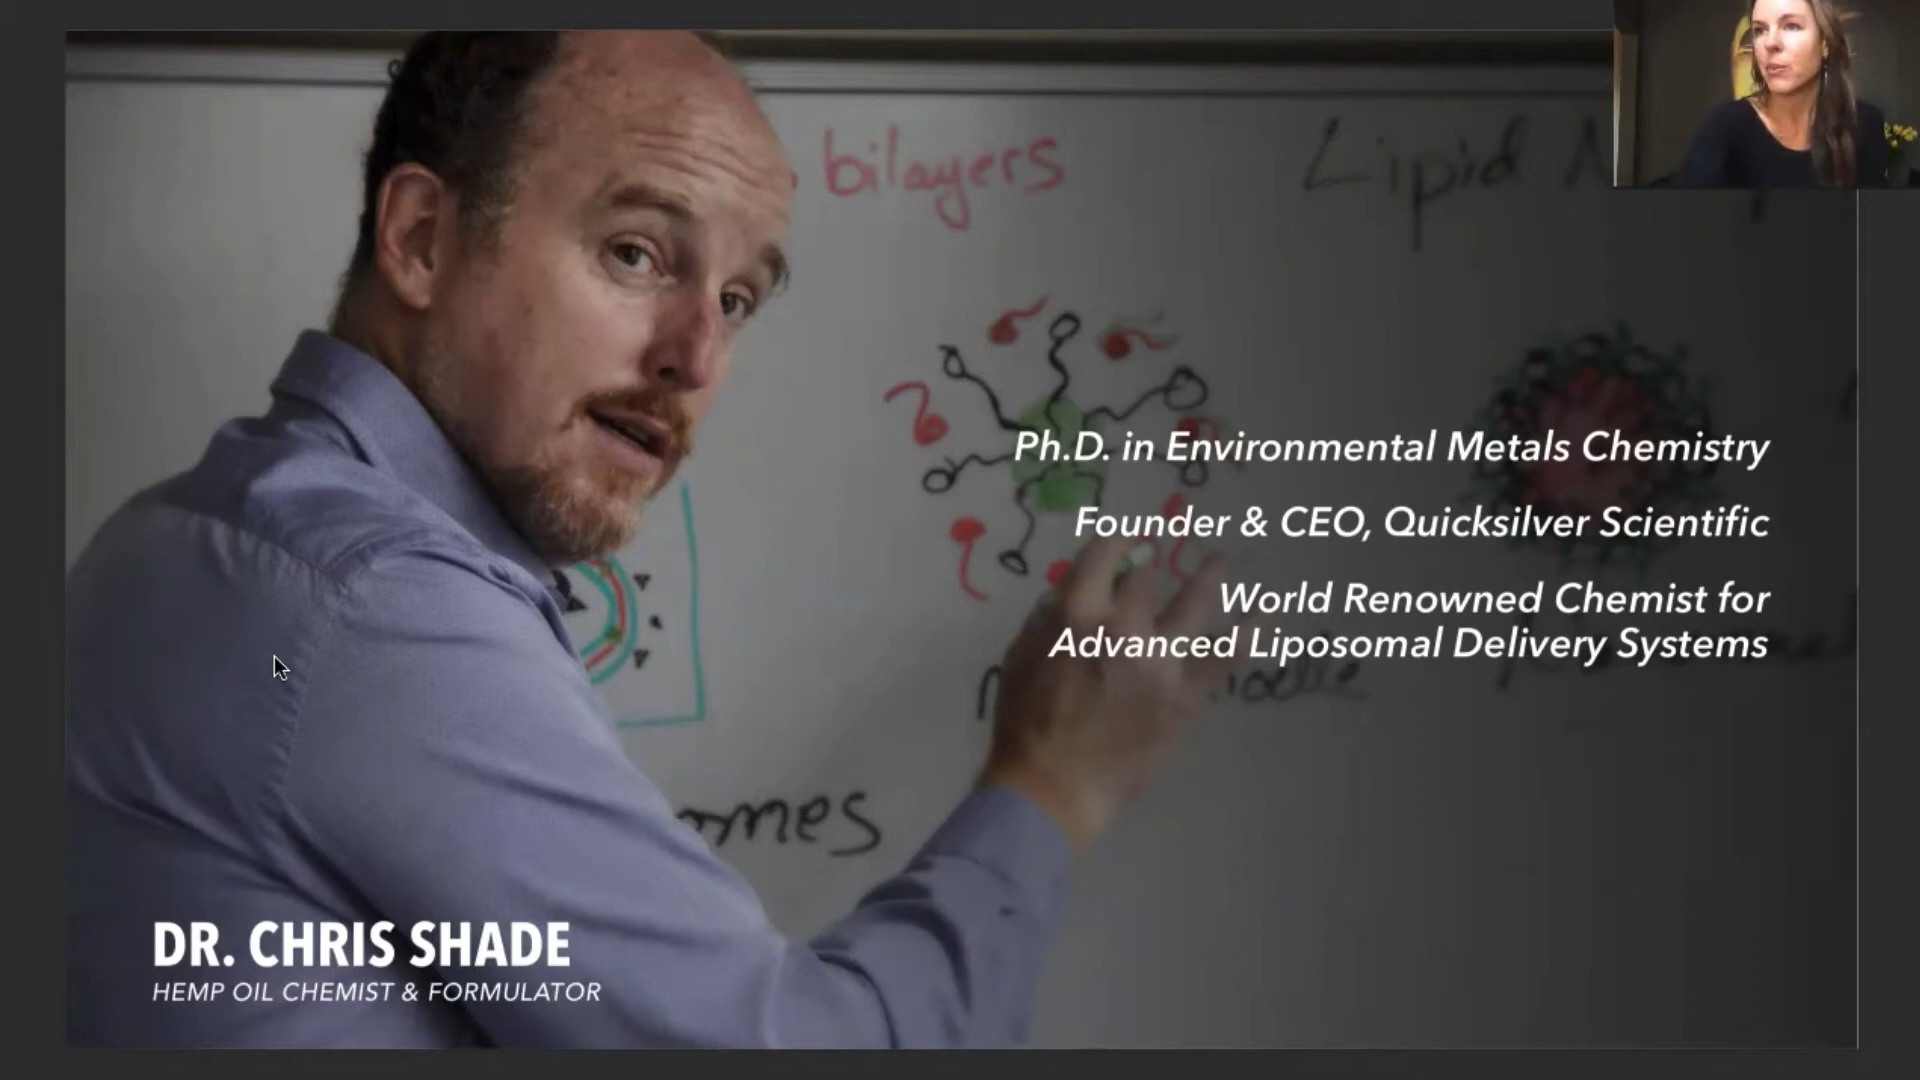 bilayers
Lipid
Ph.D. in Environmental Metals Chemistry
Founder & CEO, Quicksilver Scientific
World Renowned Chemist for
Advanced Liposomal Delivery Systems
DR. CHRIS SHADE
HEMP OIL CHEMIST & FORMULATOR